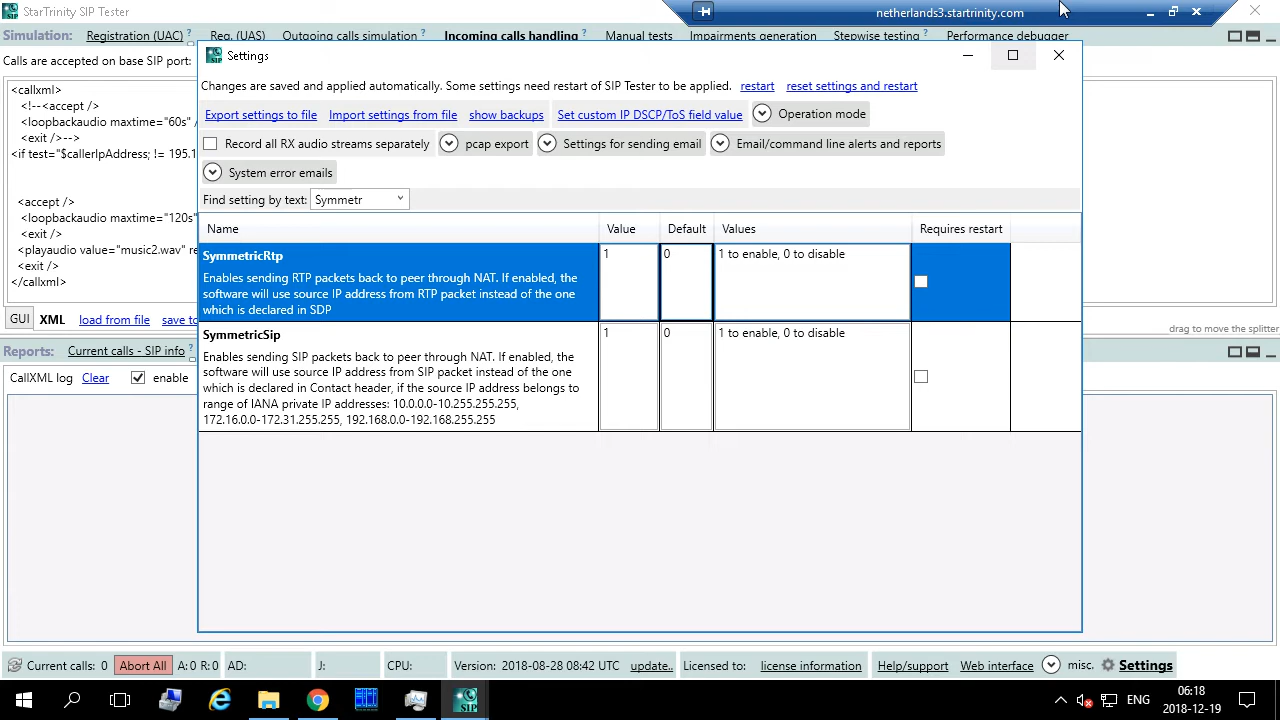 StarTrinity SIP Tester
netherlands3.startrinity.com
Simulation: Registration (UAC) ? Reg. (UAS) Outgoing calls simulation ? Incoming calls handling ? Manual tests Impairments generation Stepwise testing ? Performance debugger
Calls are accepted on base SIP port:
<callxml>
<!--<accept />
<loopbackaudio maxtime="60s" /
<exit />-->
<if test="$callerIpAddress; != 195.1
<accept />
<loopbackaudio maxtime="120s"
<exit />
<playaudio value="music2.wav" re
<exit />
</callxml>
GUI XML load from file save to
drag to move the splitter
Reports: Current calls - SIP info ?
CallXML log Clear enable
Settings
Changes are saved and applied automatically. Some settings need restart of SIP Tester to be applied. restart reset settings and restart
Export settings to file Import settings from file show backups Set custom IP DSCP/ToS field value Operation mode
Record all RX audio streams separately pcap export Settings for sending email Email/command line alerts and reports
System error emails
Find setting by text: Symmetr
Name Value Default Values Requires restart
SymmetricRtp 1 0 1 to enable, 0 to disable
Enables sending RTP packets back to peer through NAT. If enabled, the
software will use source IP address from RTP packet instead of the one
which is declared in SDP
SymmetricSip 1 0 1 to enable, 0 to disable
Enables sending SIP packets back to peer through NAT. If enabled, the
software will use source IP address from SIP packet instead of the one
which is declared in Contact header, if the source IP address belongs to
range of IANA private IP addresses: 10.0.0.0-10.255.255.255,
172.16.0.0-172.31.255.255, 192.168.0.0-192.168.255.255
Current calls: 0 Abort All A:0 R:0 AD: J: CPU: Version: 2018-08-28 08:42 UTC update.. Licensed to: license information Help/support Web interface misc. Settings
SIP
ENG
06:18
2018-12-19